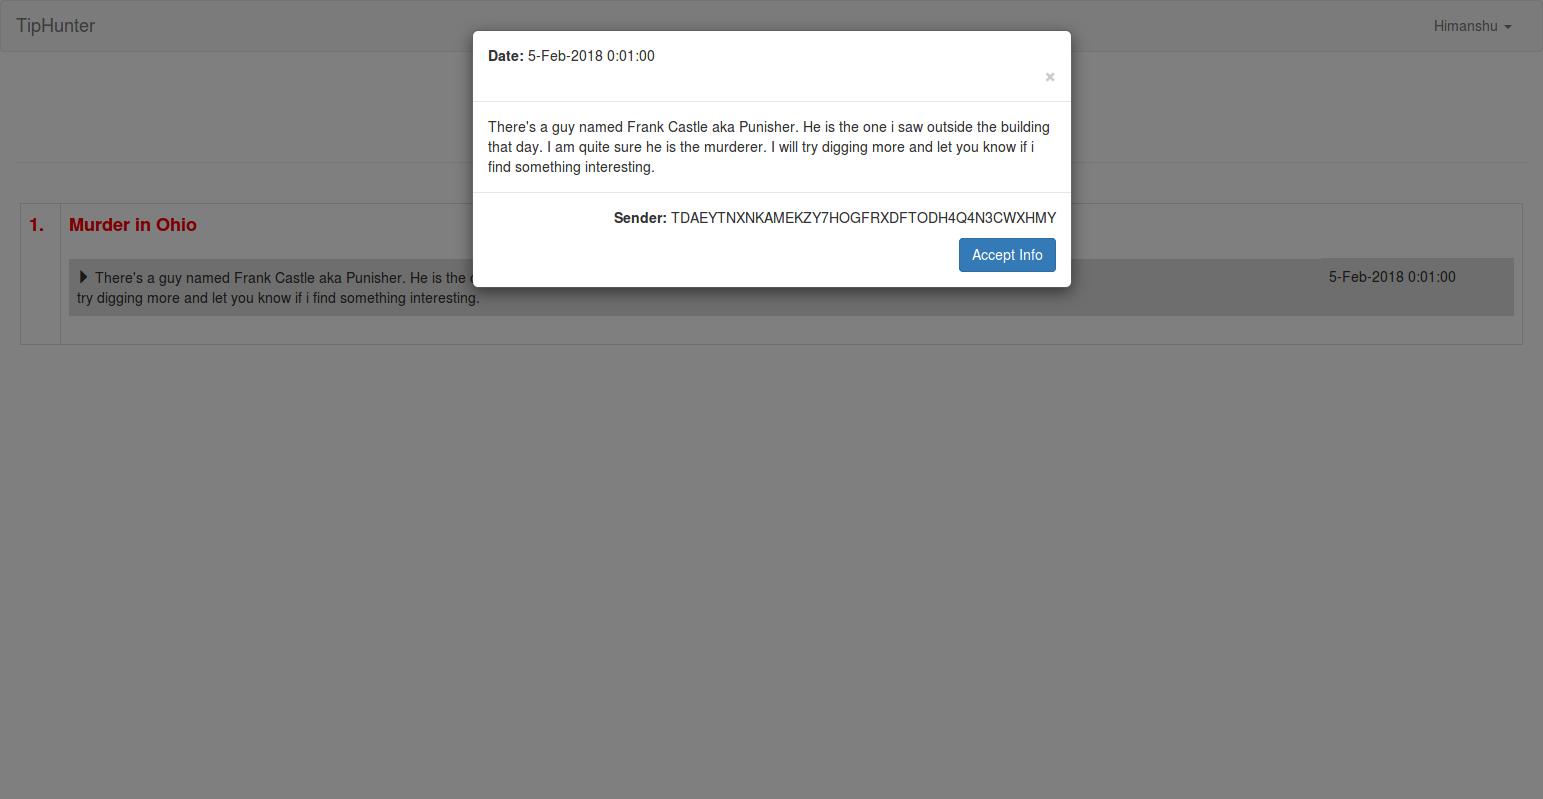 TipHunter
Himanshu
Date: 5-Feb-2018 0:01:00
×
There's a guy named Frank Castle aka Punisher. He is the one i saw outside the building
that day. I am quite sure he is the murderer. I will try digging more and let you know if i
find something interesting.
Sender: TDAEYTNXNKAMEKZY7HOGFRXDFTODH4Q4N3CWXHMY
Accept Info
1. Murder in Ohio
There's a guy named Frank Castle aka Punisher. He is the
5-Feb-2018 0:01:00
try digging more and let you know if i find something interesting.